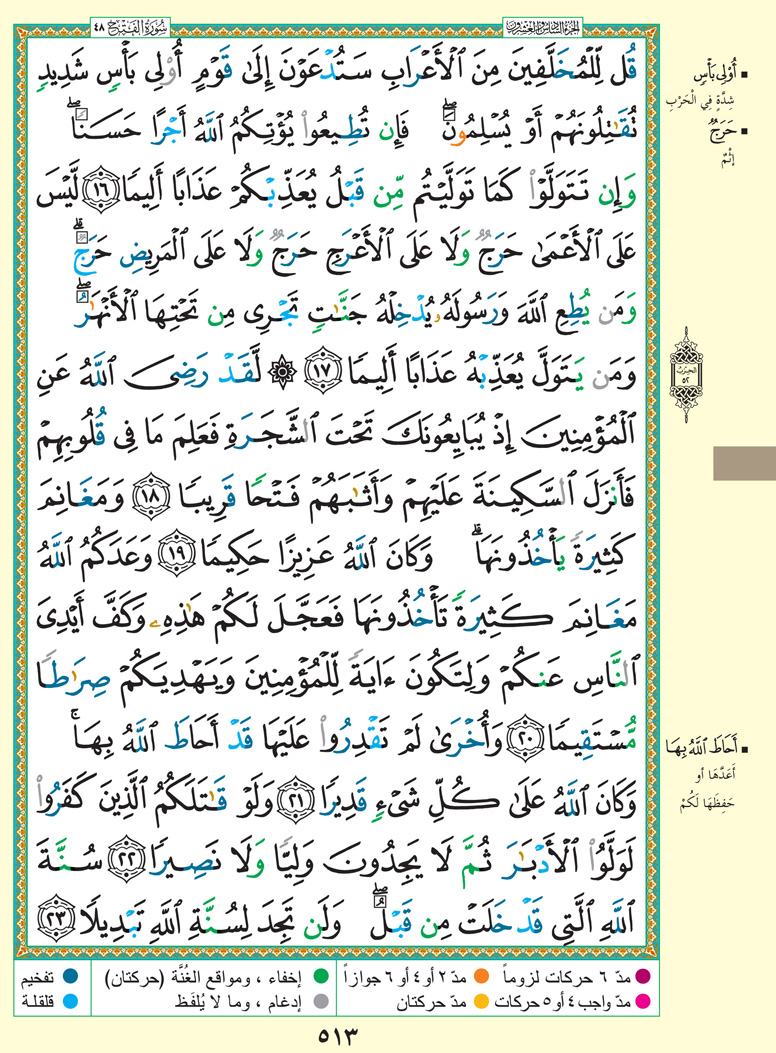 الجزء السادس والعشرون
سُورَةُ الفَتْحِ ٤٨
قُل لِّلْمُخَلَّفِينَ مِنَ ٱلْأَعْرَابِ سَتُدْعَوْنَ إِلَىٰ قَوْمٍ أُو۟لِى بَأْسٍ شَدِيدٍ
تُقَٰتِلُونَهُمْ أَوْ يُسْلِمُونَ ۖ فَإِن تُطِيعُوا۟ يُؤْتِكُمُ ٱللَّهُ أَجْرًا حَسَنًا ۖ
وَإِن تَتَوَلَّوْا۟ كَمَا تَوَلَّيْتُم مِّن قَبْلُ يُعَذِّبْكُمْ عَذَابًا أَلِيمًا ١٦ لَّيْسَ
عَلَى ٱلْأَعْمَىٰ حَرَجٌ وَلَا عَلَى ٱلْأَعْرَجِ حَرَجٌ وَلَا عَلَى ٱلْمَرِيضِ حَرَجٌ ۗ
وَمَن يُطِعِ ٱللَّهَ وَرَسُولَهُۥ يُدْخِلْهُ جَنَّٰتٍ تَجْرِى مِن تَحْتِهَا ٱلْأَنْهَٰرُ ۖ
وَمَن يَتَوَلَّ يُعَذِّبْهُ عَذَابًا أَلِيمًا ١٧ ۞ لَّقَدْ رَضِىَ ٱللَّهُ عَنِ
ٱلْمُؤْمِنِينَ إِذْ يُبَايِعُونَكَ تَحْتَ ٱلشَّجَرَةِ فَعَلِمَ مَا فِى قُلُوبِهِمْ
فَأَنزَلَ ٱلسَّكِينَةَ عَلَيْهِمْ وَأَثَٰبَهُمْ فَتْحًا قَرِيبًا ١٨ وَمَغَانِمَ
كَثِيرَةً يَأْخُذُونَهَا ۗ وَكَانَ ٱللَّهُ عَزِيزًا حَكِيمًا ١٩ وَعَدَكُمُ ٱللَّهُ
مَغَانِمَ كَثِيرَةً تَأْخُذُونَهَا فَعَجَّلَ لَكُمْ هَٰذِهِۦ وَكَفَّ أَيْدِىَ
ٱلنَّاسِ عَنكُمْ وَلِتَكُونَ ءَايَةً لِّلْمُؤْمِنِينَ وَيَهْدِيَكُمْ صِرَٰطًا
مُّسْتَقِيمًا ٢٠ وَأُخْرَىٰ لَمْ تَقْدِرُوا۟ عَلَيْهَا قَدْ أَحَاطَ ٱللَّهُ بِهَا ۚ
وَكَانَ ٱللَّهُ عَلَىٰ كُلِّ شَىْءٍ قَدِيرًا ٢١ وَلَوْ قَٰتَلَكُمُ ٱلَّذِينَ كَفَرُوا۟
لَوَلَّوُا۟ ٱلْأَدْبَٰرَ ثُمَّ لَا يَجِدُونَ وَلِيًّا وَلَا نَصِيرًا ٢٢ سُنَّةَ
ٱللَّهِ ٱلَّتِى قَدْ خَلَتْ مِن قَبْلُ ۖ وَلَن تَجِدَ لِسُنَّةِ ٱللَّهِ تَبْدِيلًا ٢٣
▪ أُوْلِى بَأْسٍ
شِدَّةٍ فِي الْحَرْبِ
▪ حَرَجٌ
إِثْمٌ
الحِزْبُ
٥٢
▪ أَحَاطَ ٱللَّهُ بِهَا
أَعَدَّهَا أو
حَفِظَهَا لَكُمْ
مدّ ٦ حركات لزوماً
مدّ ٢ أو ٤ أو ٦ جوازاً
إخفاء ، ومواقع الغُنَّة (حركتان)
تفخيم
مدّ واجب ٤ أو ٥ حركات
مدّ حركتان
إدغام ، وما لا يُلفَظ
قلقلة
٥١٣